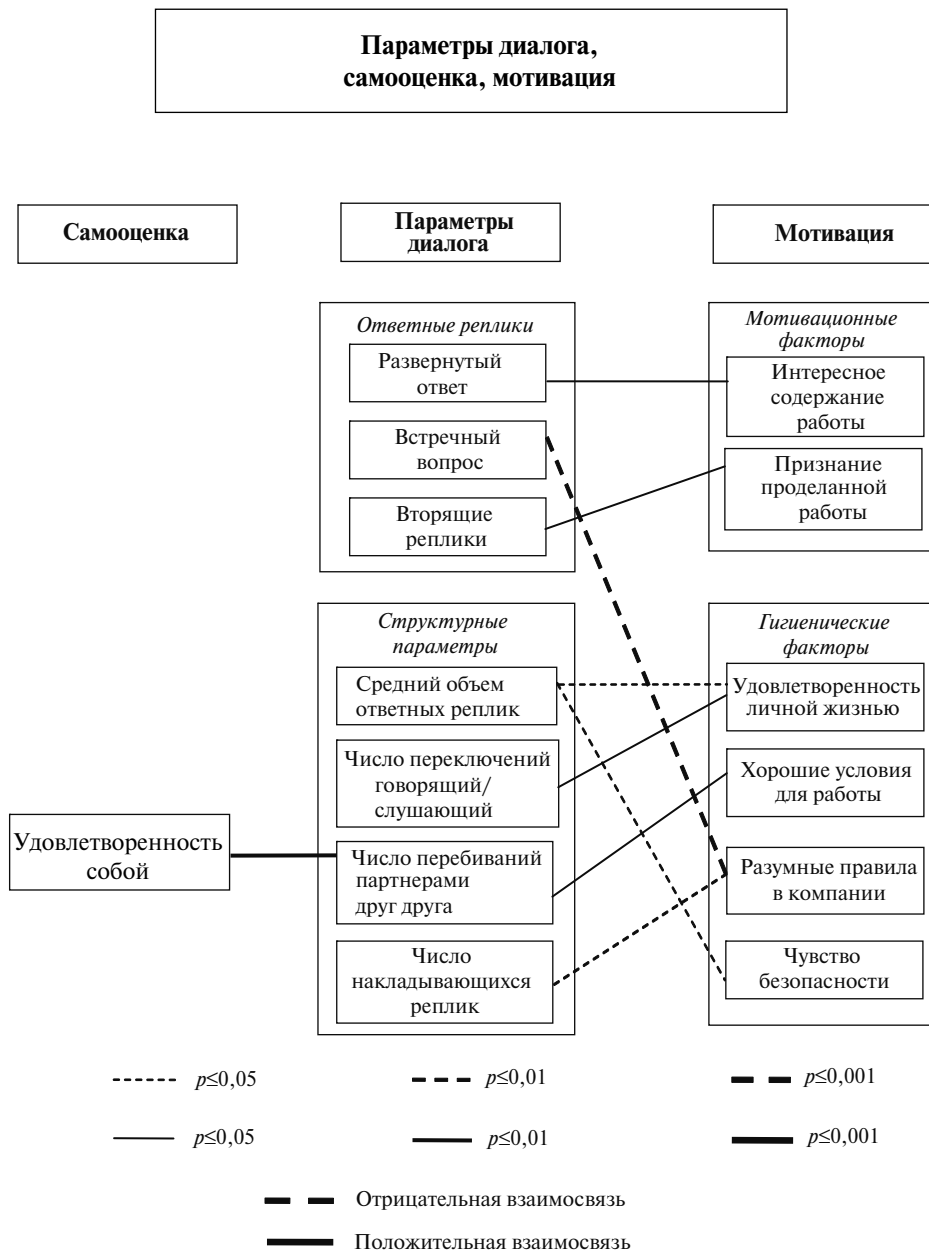 Параметры диалога,
самооценка, мотивация
Самооценка
Параметры
диалога
Мотивация
Ответные реплики
Развернутый
ответ
Встречный
вопрос
Вторящие
реплики
Мотивационные
факторы
Интересное
содержание
работы
Признание
проделанной
работы
Структурные
параметры
Средний объем
ответных реплик
Число переключений
говорящий/
слушающий
Число перебиваний
партнерами
друг друга
Число
накладывающихся
реплик
Гигиенические
факторы
Удовлетворенность
личной жизнью
Хорошие условия
для работы
Разумные правила
в компании
Чувство
безопасности
Удовлетворенность
собой
p≤0,05
p≤0,01
p≤0,001
p≤0,05
p≤0,01
p≤0,001
Отрицательная взаимосвязь
Положительная взаимосвязь